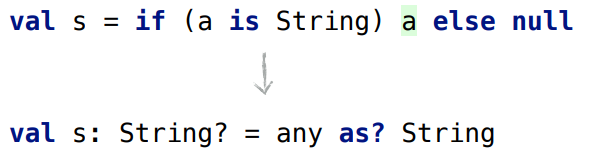 val s = if (a is String) a else null
val s: String? = any as? String